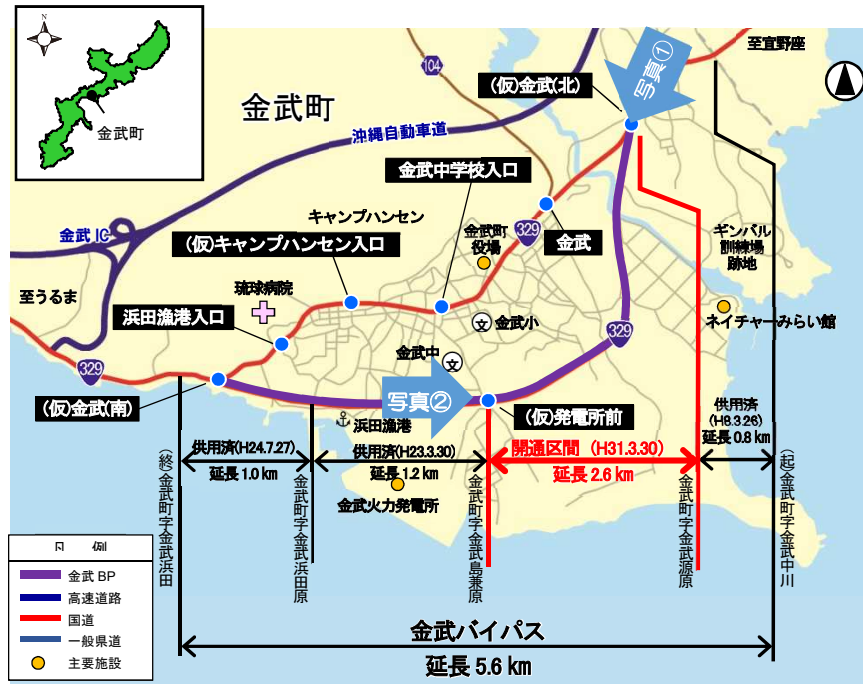 N
金武町
金武町
104
(仮)金武(北)
写真①
至宜野座
沖縄自動車道
金武中学校入口
キャンプハンセン
金武IC
(仮)キャンプハンセン入口
金武町
役場
329
金武
ギンバル
訓練場
跡地
至うるま
琉球病院
浜田漁港入口
文 金武小
329
ネイチャーみらい館
329
金武中
文
(仮)金武(南)
写真②
(仮)発電所前
浜田漁港
供用済(H24.7.27)
延長 1.0 km
供用済(H23.3.30)
延長 1.2 km
開通区間(H31.3.30)
延長 2.6 km
供用済
(H8.3.26)
延長 0.8 km
金武火力発電所
(終)金武町字金武浜田
金武町字金武浜田原
金武町字金武島兼原
金武町字金武源原
(起)金武町字金武中川
凡 例
金武 BP
高速道路
国道
一般県道
主要施設
金武バイパス
延長 5.6 km